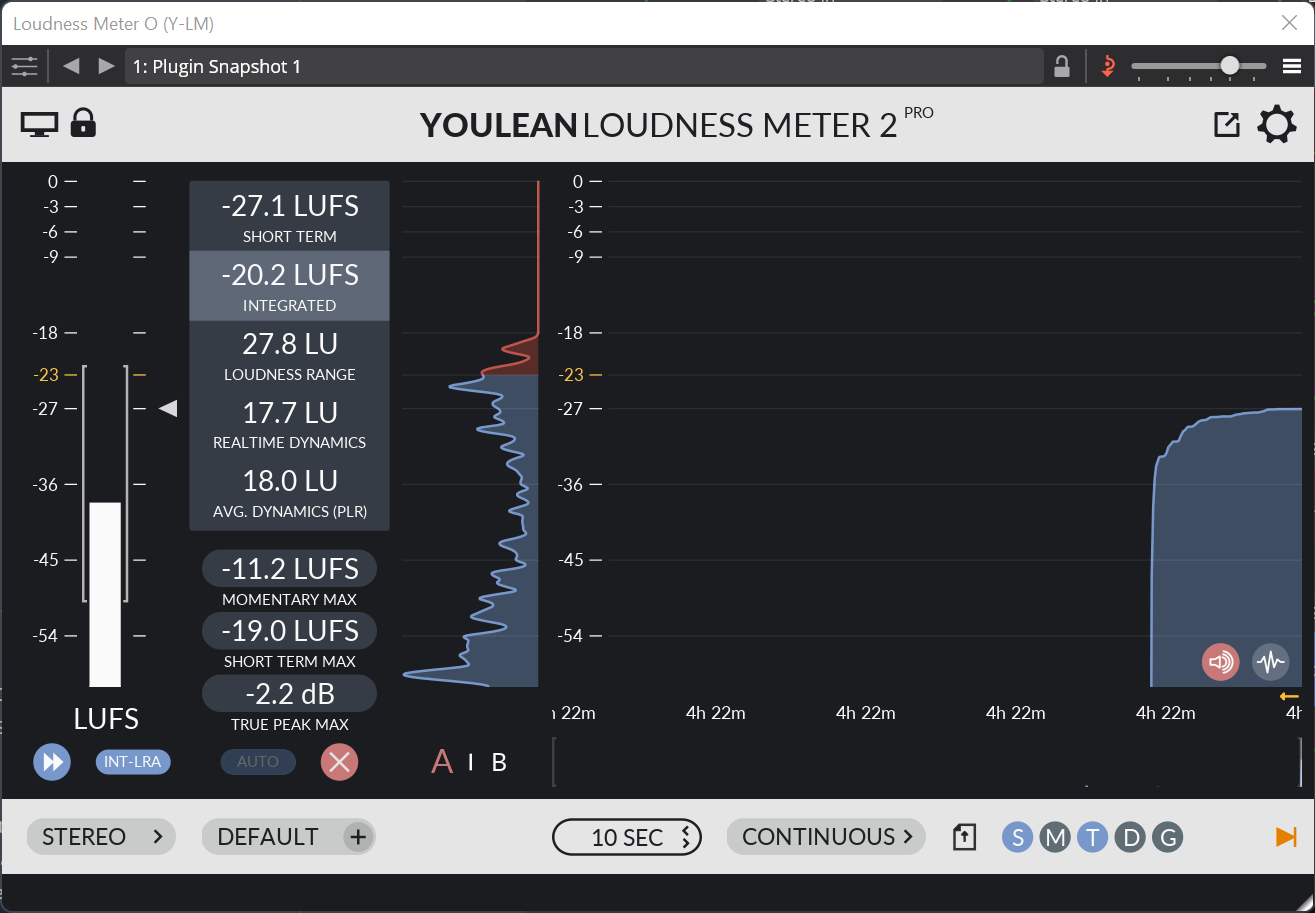 Loudness Meter O (Y-LM)
1: Plugin Snapshot 1
YOULEAN LOUDNESS METER 2 PRO
0
-3
-6
-9
-18
-23
-27
-36
-45
-54
LUFS
INT-LRA
-27.1 LUFS
SHORT TERM
-20.2 LUFS
INTEGRATED
27.8 LU
LOUDNESS RANGE
17.7 LU
REALTIME DYNAMICS
18.0 LU
AVG. DYNAMICS (PLR)
-11.2 LUFS
MOMENTARY MAX
-19.0 LUFS
SHORT TERM MAX
-2.2 dB
TRUE PEAK MAX
AUTO
A I B
0
-3
-6
-9
-18
-23
-27
-36
-45
-54
22m 4h 22m 4h 22m 4h 22m 4h 22m
STEREO DEFAULT + 10 SEC CONTINUOUS S M T D G